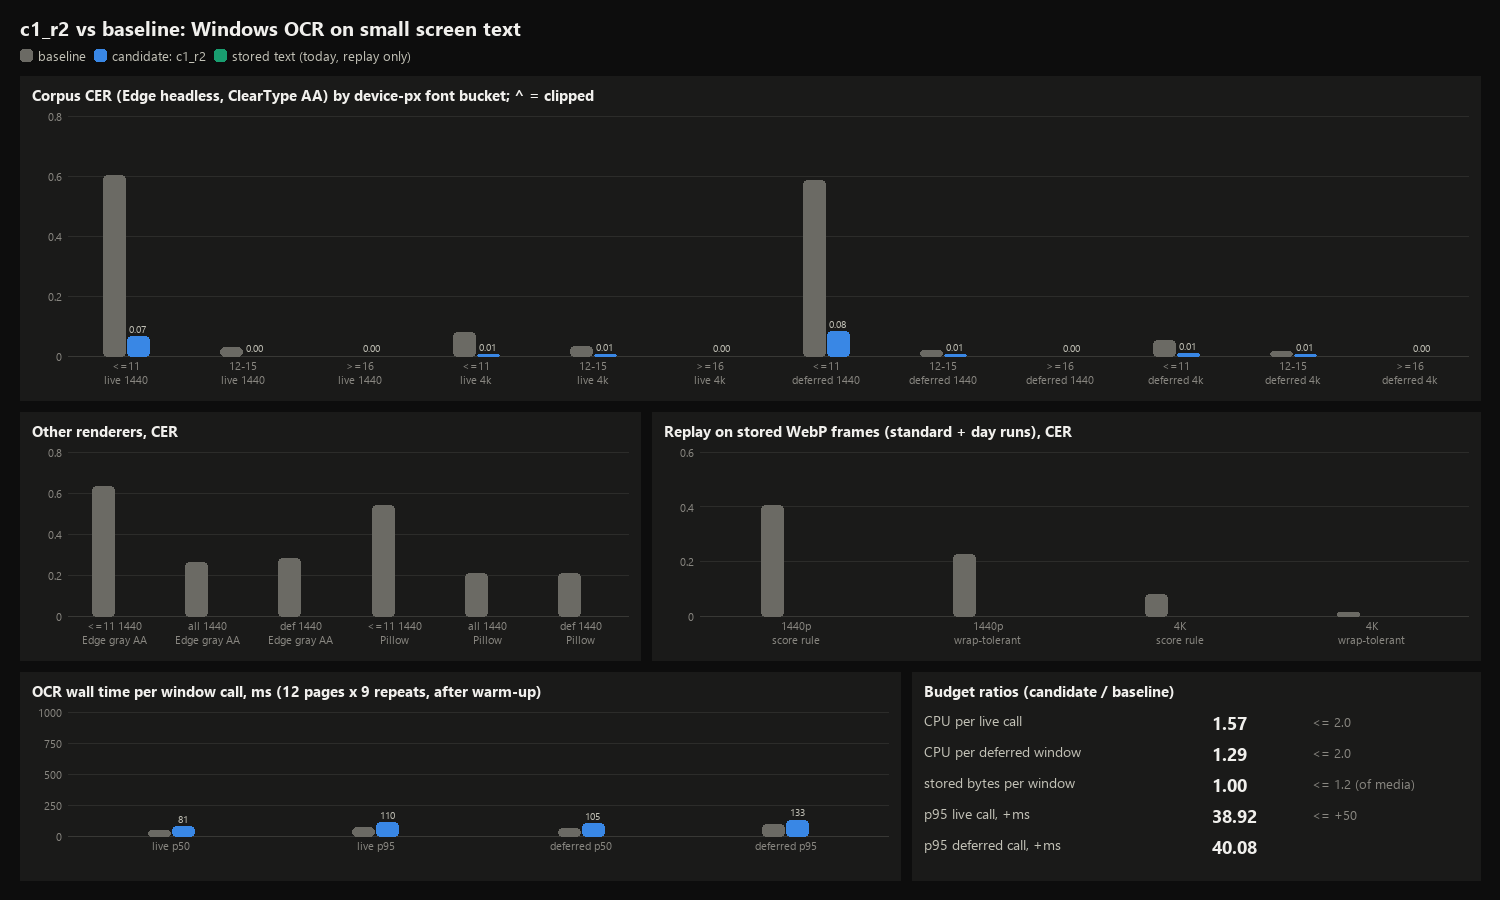 c1_r2 vs baseline: Windows OCR on small screen text
baseline candidate: c1_r2 stored text (today, replay only)
Corpus CER (Edge headless, ClearType AA) by device-px font bucket; ^ = clipped
0.8
0.6
0.4
0.2
0
0.07 0.00 0.00 0.01 0.01 0.00 0.08 0.01 0.00 0.01 0.01 0.00
<=11 12-15 >=16 <=11 12-15 >=16 <=11 12-15 >=16 <=11 12-15 >=16
live 1440 live 1440 live 1440 live 4k live 4k live 4k deferred 1440 deferred 1440 deferred 1440 deferred 4k deferred 4k deferred 4k
Other renderers, CER
0.8
0.6
0.4
0.2
0
<=11 1440 all 1440 def 1440 <=11 1440 all 1440 def 1440
Edge gray AA Edge gray AA Edge gray AA Pillow Pillow Pillow
Replay on stored WebP frames (standard + day runs), CER
0.6
0.4
0.2
0
1440p 1440p 4K 4K
score rule wrap-tolerant score rule wrap-tolerant
OCR wall time per window call, ms (12 pages x 9 repeats, after warm-up)
1000
750
500
250
0
81 110 105 133
live p50 live p95 deferred p50 deferred p95
Budget ratios (candidate / baseline)
CPU per live call 1.57 <= 2.0
CPU per deferred window 1.29 <= 2.0
stored bytes per window 1.00 <= 1.2 (of media)
p95 live call, +ms 38.92 <= +50
p95 deferred call, +ms 40.08